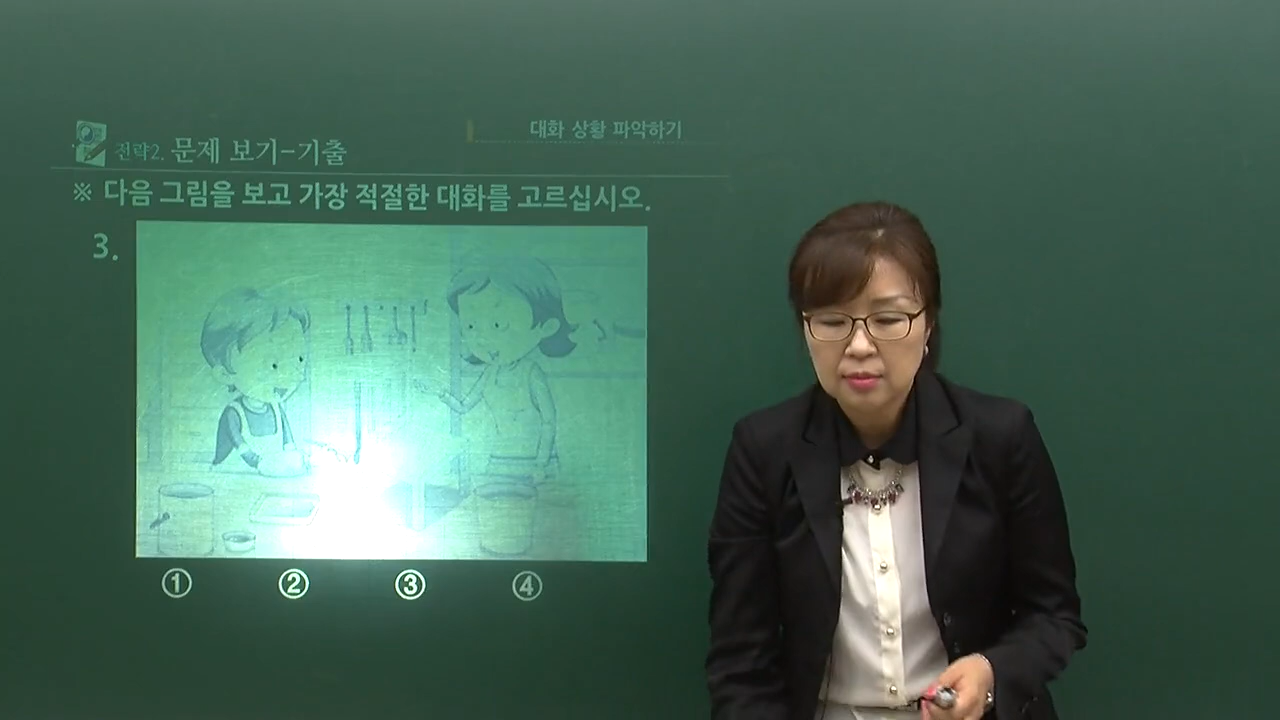 대화 상황 파악하기
전략2. 문제 보기-기출
※ 다음 그림을 보고 가장 적절한 대화를 고르십시오.
3.
① ② ③ ④